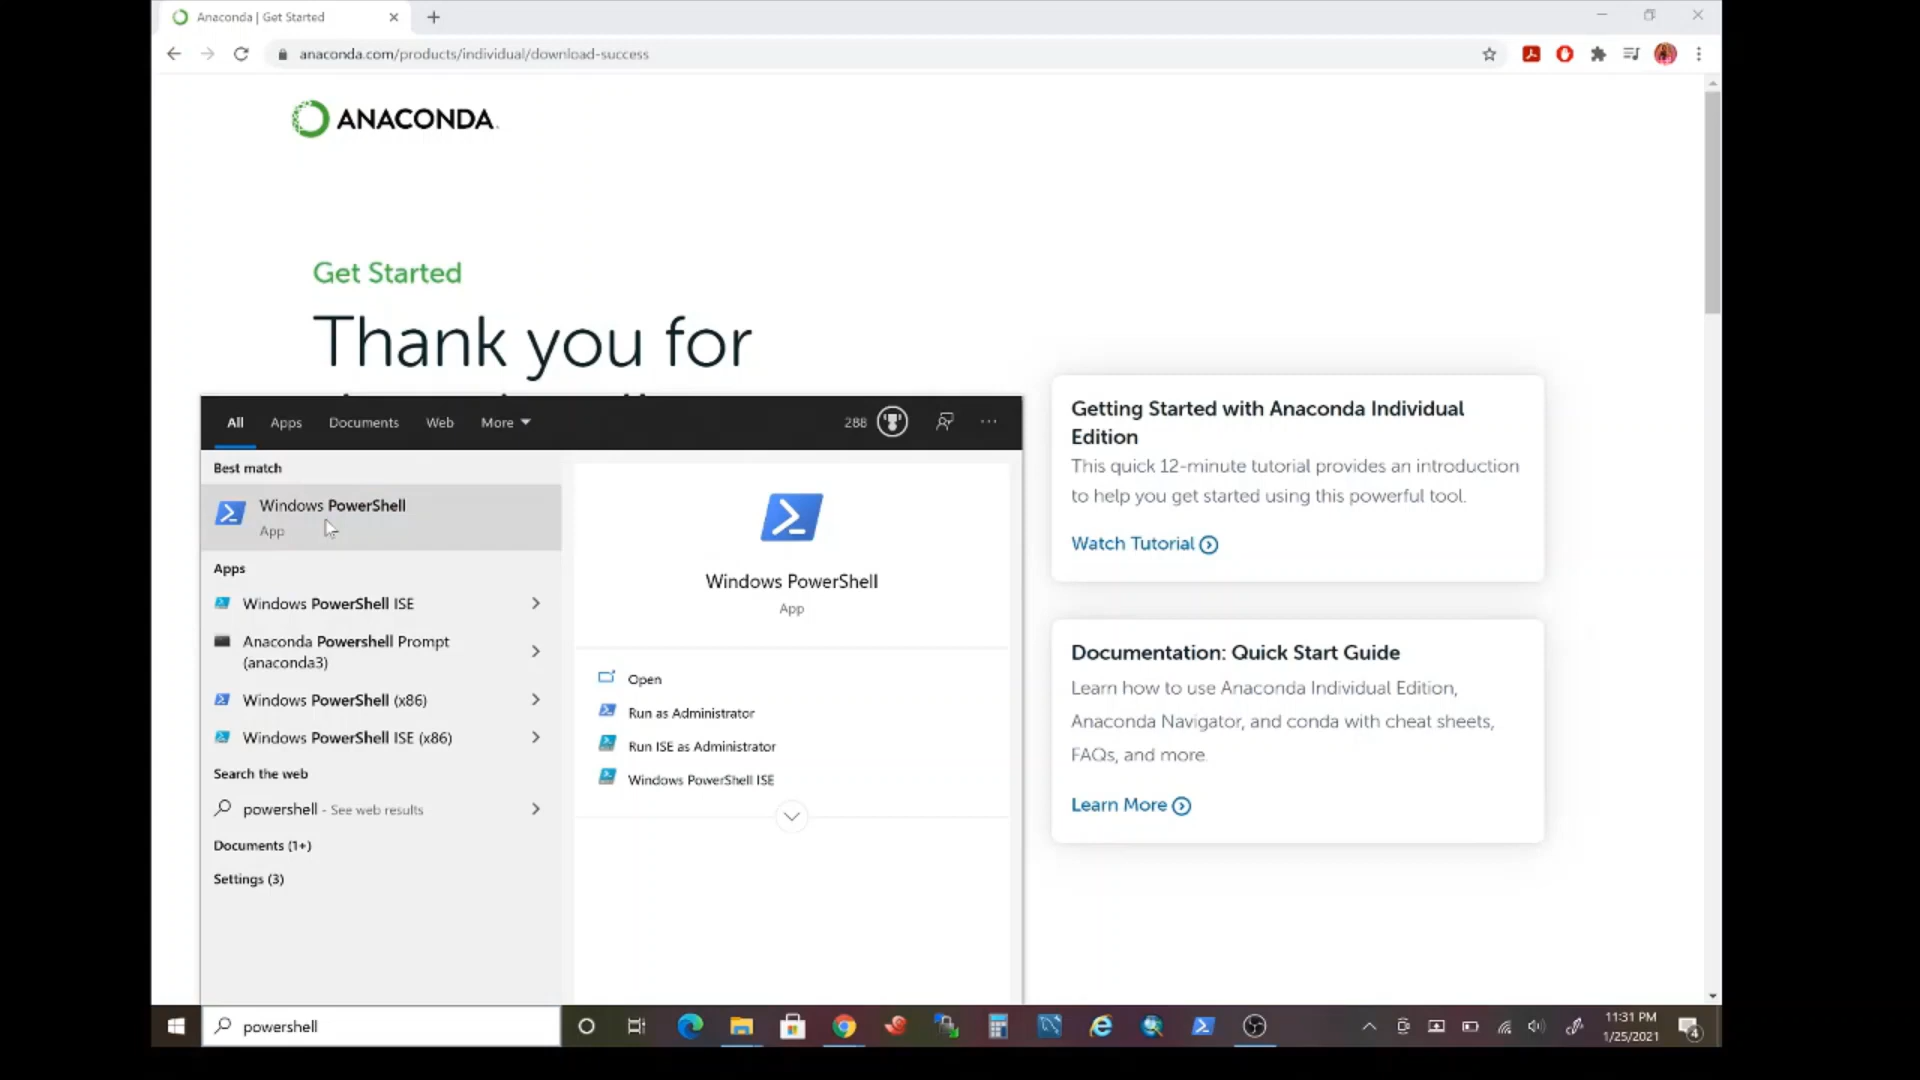 Anaconda | Get Started
anaconda.com/products/individual/download-success
ANACONDA.
Get Started
Thank you for
All Apps Documents Web More 288
Best match
Windows PowerShell
App
Apps
Windows PowerShell ISE
Anaconda Powershell Prompt
(anaconda3)
Windows PowerShell (x86)
Windows PowerShell ISE (x86)
Search the web
powershell - See web results
Documents (1+)
Settings (3)
Windows PowerShell
App
Open
Run as Administrator
Run ISE as Administrator
Windows PowerShell ISE
Getting Started with Anaconda Individual
Edition
This quick 12-minute tutorial provides an introduction
to help you get started using this powerful tool.
Watch Tutorial
Documentation: Quick Start Guide
Learn how to use Anaconda Individual Edition,
Anaconda Navigator, and conda with cheat sheets,
FAQs, and more.
Learn More
powershell
11:31 PM
1/25/2021
4